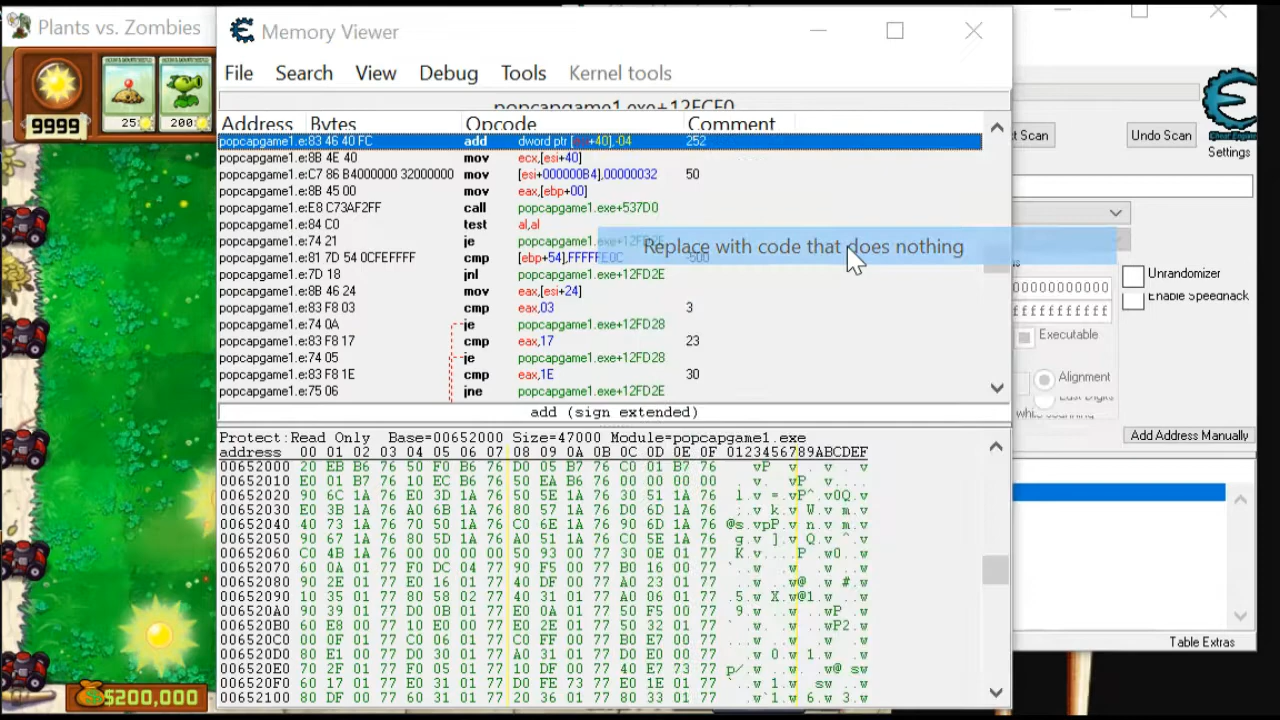 Plants vs. Zombies
9999
25
200
$200,000
Memory Viewer
File Search View Debug Tools Kernel tools
popcapgame1.exe+12FCF0
Address Bytes Opcode Comment
popcapgame1.e:83 46 40 FC add dword ptr [esi+40],-04 252
popcapgame1.e:8B 4E 40 mov ecx,[esi+40]
popcapgame1.e:C7 86 B4000000 32000000 mov [esi+000000B4],00000032 50
popcapgame1.e:8B 45 00 mov eax,[ebp+00]
popcapgame1.e:E8 C73AF2FF call popcapgame1.exe+537D0
popcapgame1.e:84 C0 test al,al
popcapgame1.e:74 21 je popcapgame1.exe+12FD2E
Replace with code that does nothing
popcapgame1.e:81 7D 54 0CFEFFFF cmp [ebp+54],FFFFFE0C -500
popcapgame1.e:7D 18 jnl popcapgame1.exe+12FD2E
popcapgame1.e:8B 46 24 mov eax,[esi+24]
popcapgame1.e:83 F8 03 cmp eax,03 3
popcapgame1.e:74 0A je popcapgame1.exe+12FD28
popcapgame1.e:83 F8 17 cmp eax,17 23
popcapgame1.e:74 05 je popcapgame1.exe+12FD28
popcapgame1.e:83 F8 1E cmp eax,1E 30
popcapgame1.e:75 06 jne popcapgame1.exe+12FD2E
add (sign extended)
Protect:Read Only Base=00652000 Size=47000 Module=popcapgame1.exe
address 00 01 02 03 04 05 06 07 08 09 0A 0B 0C 0D 0E 0F 0123456789ABCDEF
00652000 20 EB B6 76 50 F0 B6 76 D0 05 B7 76 C0 01 B7 76
00652010 E0 01 B7 76 10 EC B6 76 50 EA B6 76 00 00 00 00
00652020 90 6C 1A 76 E0 3D 1A 76 50 5E 1A 76 30 51 1A 76
00652030 E0 3B 1A 76 A0 6B 1A 76 80 57 1A 76 D0 6D 1A 76
00652040 40 73 1A 76 70 50 1A 76 C0 6E 1A 76 90 6D 1A 76
00652050 90 67 1A 76 80 5D 1A 76 A0 51 1A 76 C0 5E 1A 76
00652060 C0 4B 1A 76 00 00 00 00 50 93 00 77 30 0E 01 77
00652070 60 0A 01 77 F0 DC 04 77 90 F5 00 77 B0 16 00 77
00652080 90 2E 01 77 E0 16 01 77 40 DF 00 77 A0 23 01 77
00652090 10 35 01 77 80 58 02 77 40 31 01 77 A0 06 01 77
006520A0 90 39 01 77 D0 0B 01 77 E0 0A 01 77 50 F5 00 77
006520B0 60 E8 00 77 10 E0 00 77 E0 2E 01 77 50 32 01 77
006520C0 00 0F 01 77 C0 06 01 77 C0 FF 00 77 B0 E7 00 77
006520D0 80 E1 00 77 D0 30 01 77 A0 31 01 77 D0 E0 00 77
006520E0 70 2F 01 77 F0 05 01 77 10 DF 00 77 40 E7 73 77
006520F0 60 17 01 77 E0 31 01 77 D0 FE 73 77 E0 1E 01 77
00652100 80 DF 00 77 60 31 01 77 20 36 01 77 80 33 01 77
Scan
Undo Scan
Settings
Unrandomizer
Enable Speedhack
Executable
Alignment
Last Digits
while scanning
Add Address Manually
Table Extras